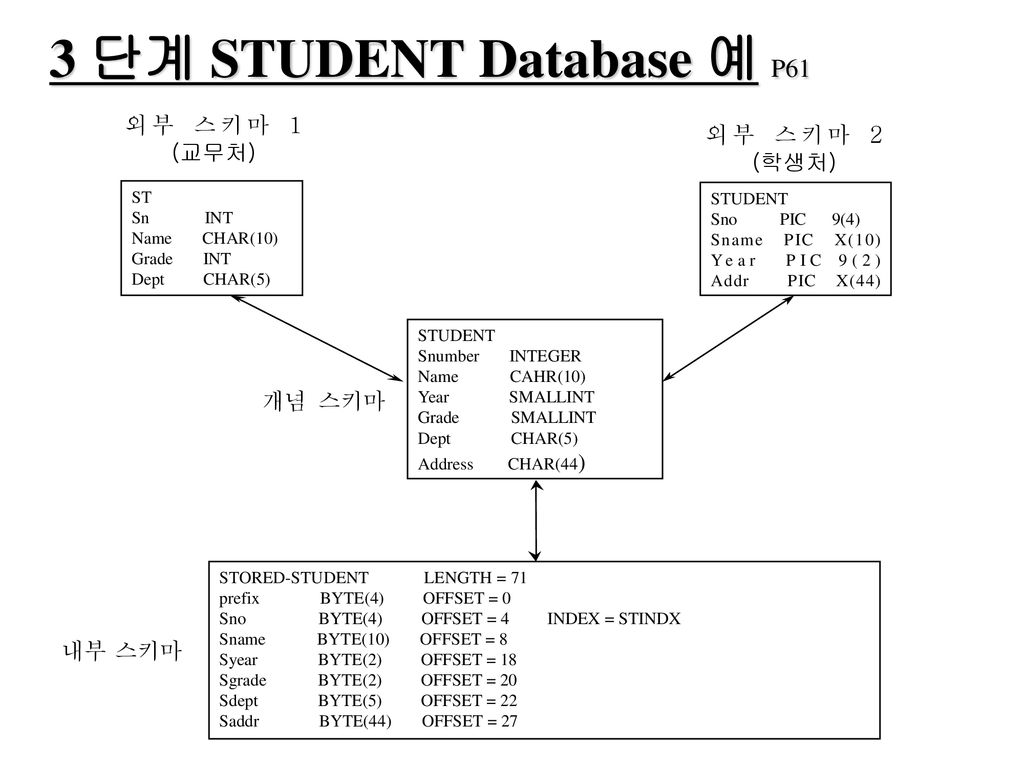 3 단계 STUDENT Database 예 P61
외부 스키마 1
(교무처)
외부 스키마 2
(학생처)
ST
Sn INT
Name CHAR(10)
Grade INT
Dept CHAR(5)
STUDENT
Sno PIC 9(4)
Sname PIC X(10)
Year PIC 9(2)
Addr PIC X(44)
개념 스키마
STUDENT
Snumber INTEGER
Name CAHR(10)
Year SMALLINT
Grade SMALLINT
Dept CHAR(5)
Address CHAR(44)
내부 스키마
STORED-STUDENT LENGTH = 71
prefix BYTE(4) OFFSET = 0
Sno BYTE(4) OFFSET = 4 INDEX = STINDX
Sname BYTE(10) OFFSET = 8
Syear BYTE(2) OFFSET = 18
Sgrade BYTE(2) OFFSET = 20
Sdept BYTE(5) OFFSET = 22
Saddr BYTE(44) OFFSET = 27